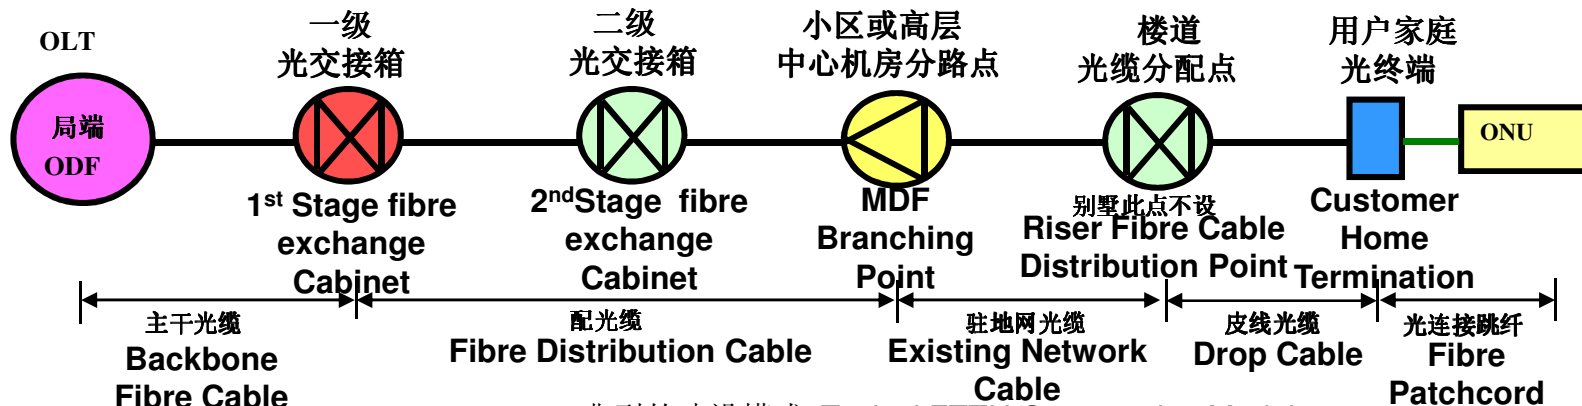 OLT
局端
ODF
一级
光交接箱
1st Stage fibre
exchange
Cabinet
二级
光交接箱
2ndStage fibre
exchange
Cabinet
小区或高层
中心机房分路点
MDF
Branching
Point
楼道
光缆分配点
别墅此点不设
Riser Fibre Cable
Distribution Point
用户家庭
光终端
Customer
Home
Termination
ONU
主干光缆
Backbone
Fibre Cable
配光缆
Fibre Distribution Cable
驻地网光缆
Existing Network
Cable
皮线光缆
Drop Cable
光连接跳纤
Fibre
Patchcord